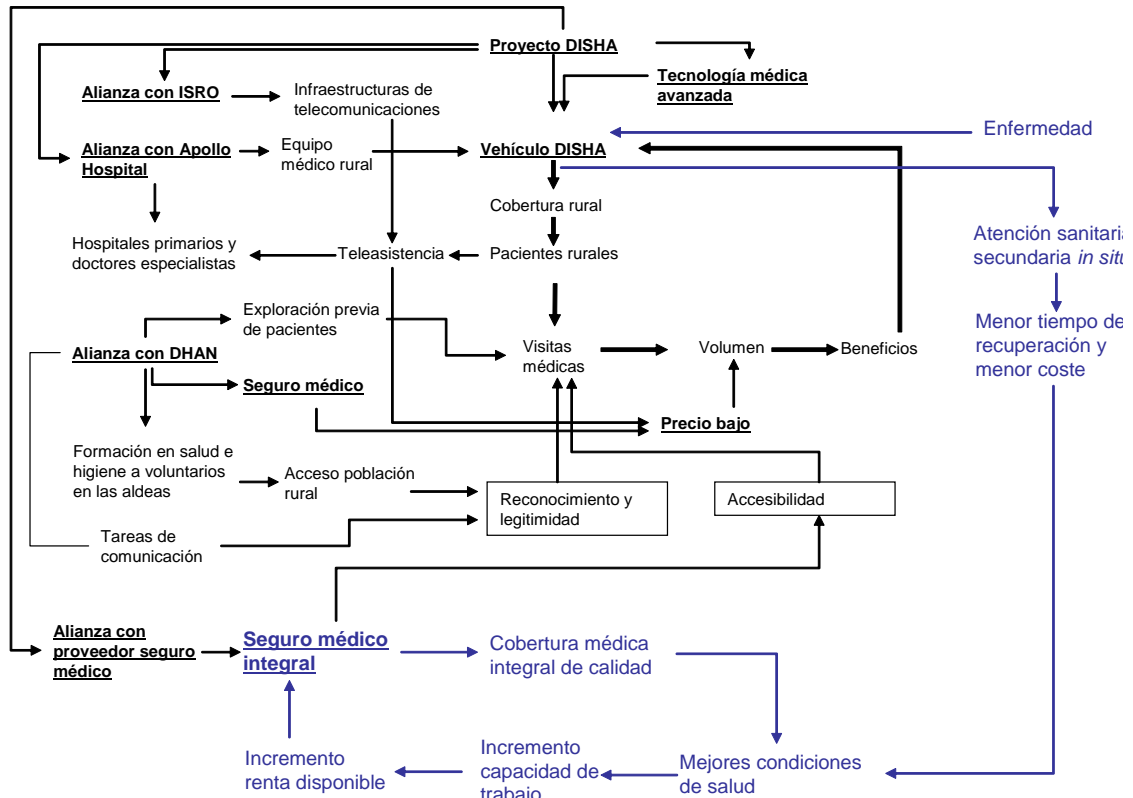 Proyecto DISHA
Tecnología médica
avanzada
Alianza con ISRO
Infraestructuras de
telecomunicaciones
Enfermedad
Alianza con Apollo
Hospital
Equipo
médico rural
Vehículo DISHA
Cobertura rural
Atención sanitaria
secundaria in situ
Hospitales primarios y
doctores especialistas
Teleasistencia
Pacientes rurales
Exploración previa
de pacientes
Menor tiempo de
recuperación y
menor coste
Alianza con DHAN
Visitas
médicas
Volumen
Beneficios
Seguro médico
Precio bajo
Formación en salud e
higiene a voluntarios
en las aldeas
Acceso población
rural
Reconocimiento y
legitimidad
Accesibilidad
Tareas de
comunicación
Alianza con
proveedor seguro
médico
Seguro médico
integral
Cobertura médica
integral de calidad
Incremento
renta disponible
Incremento
capacidad de
trabajo
Mejores condiciones
de salud